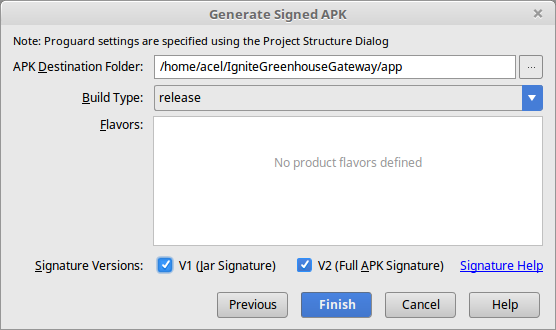 Generate Signed APK
Note: Proguard settings are specified using the Project Structure Dialog
APK Destination Folder: /home/acel/IgniteGreenhouseGateway/app ...
Build Type: release
Flavors:
No product flavors defined
Signature Versions: V1 (Jar Signature) V2 (Full APK Signature) Signature Help
Previous Finish Cancel Help